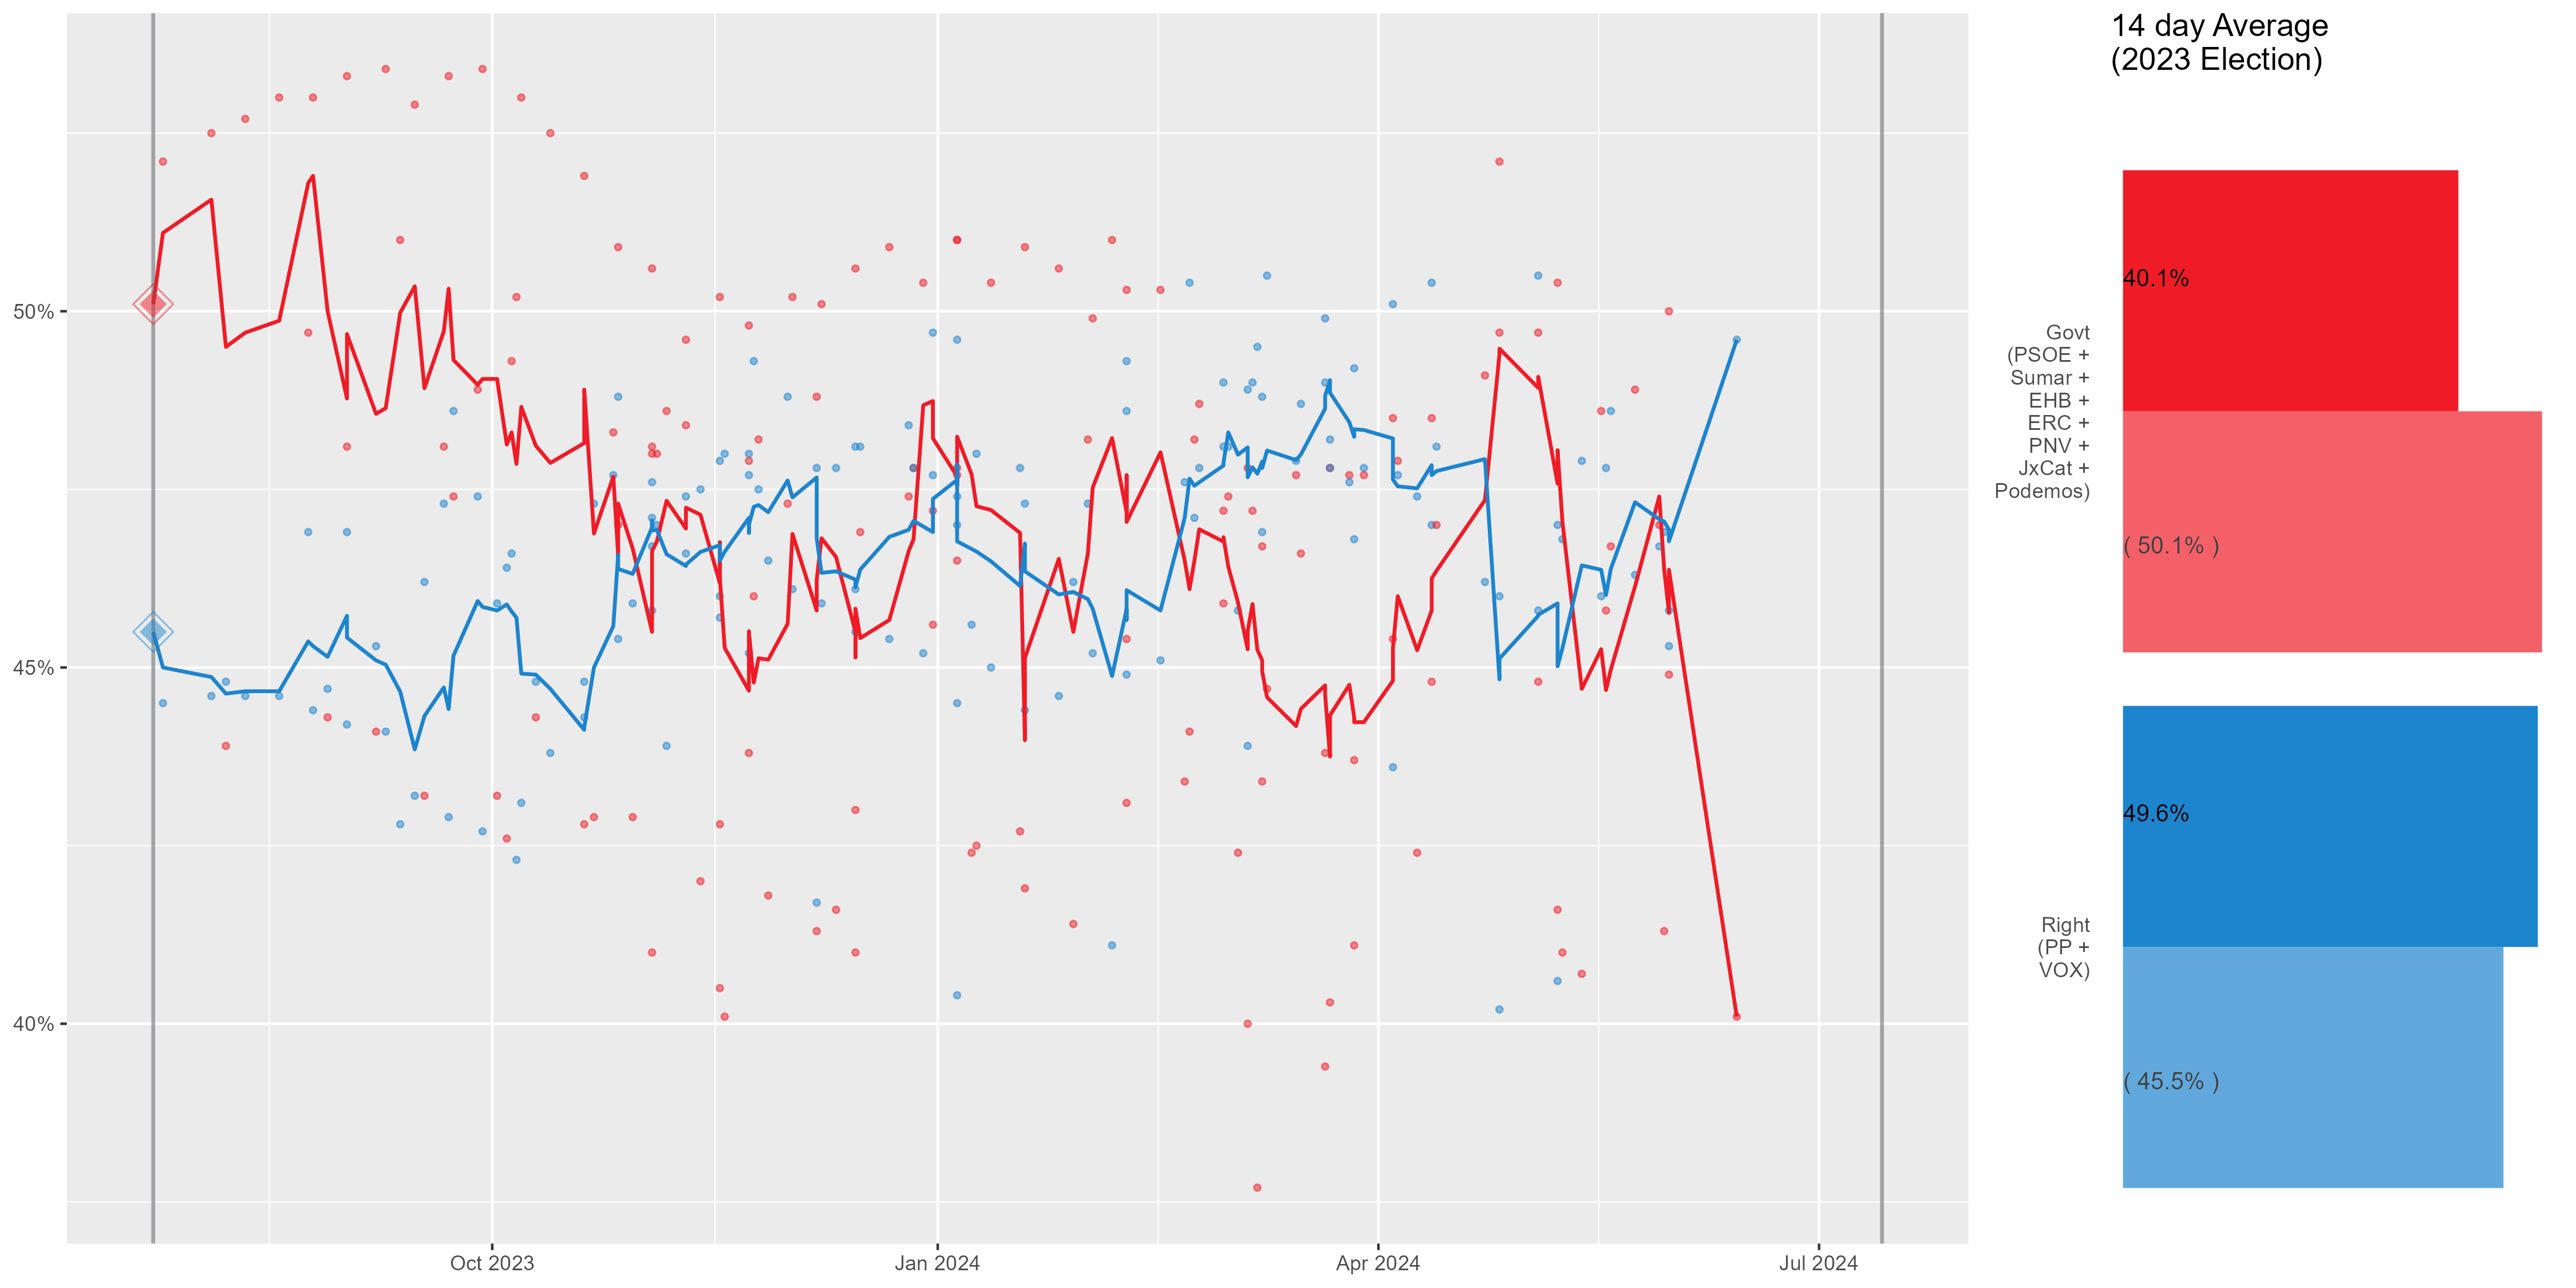 14 day Average
(2023 Election)
50%
45%
40%
Oct 2023
Jan 2024
Apr 2024
Jul 2024
Govt
(PSOE +
Sumar +
EHB +
ERC +
PNV +
JxCat +
Podemos)
40.1%
( 50.1% )
Right
(PP +
VOX)
49.6%
( 45.5% )